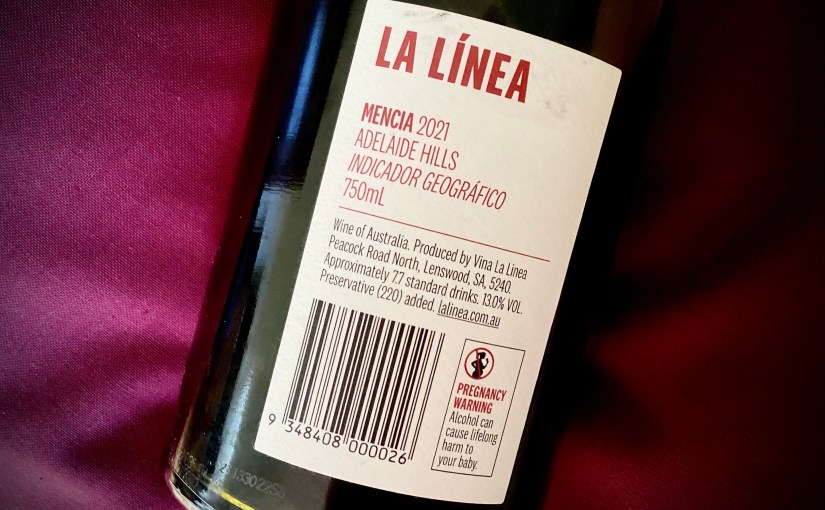 LA LÍNEA
MENCIA 2021
ADELAIDE HILLS
INDICADOR GEOGRÁFICO
750mL
Wine of Australia. Produced by Vina La Linea
Peacock Road North, Lenswood, SA, 5240.
Approximately 7.7 standard drinks. 13.0% VOL.
Preservative (220) added. lalinea.com.au
9 348408 000026
PREGNANCY
WARNING
Alcohol can
cause lifelong
harm to
your baby.